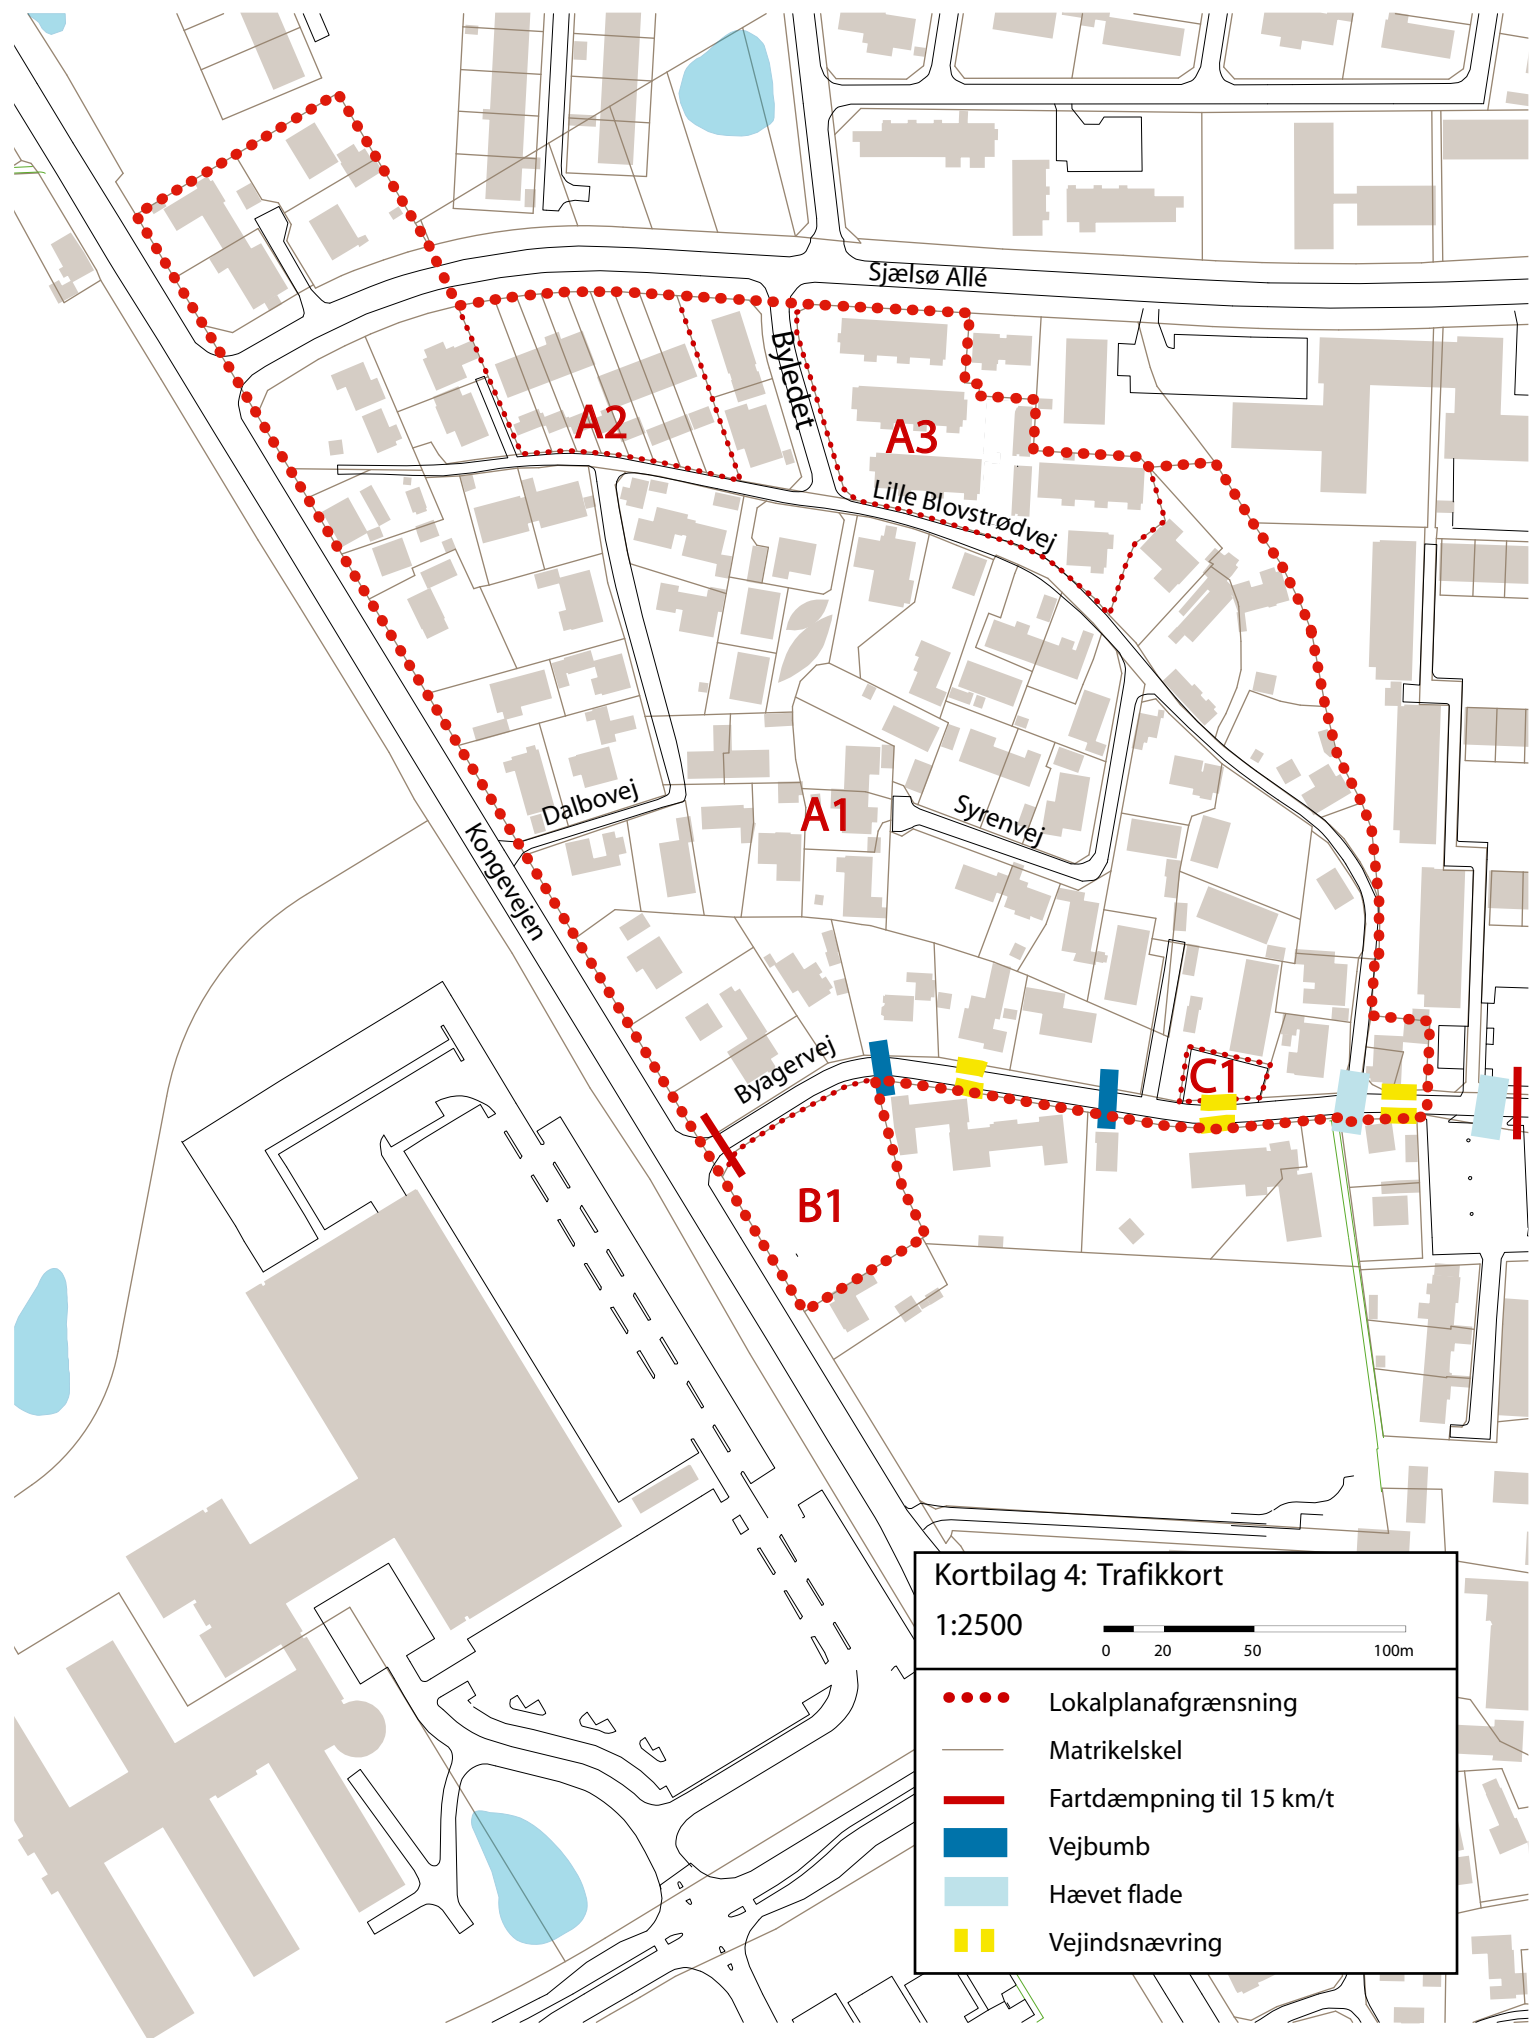 Sjælsø Allé
Byledet
A2
A3
Lille Blovstrødvej
Dalbovej
A1
Syrenvej
Kongevejen
Byagervej
C1
B1
Kortbilag 4: Trafikkort
1:2500
0 20 50 100m
Lokalplanafgrænsning
Matrikelskel
Fartdæmpning til 15 km/t
Vejbumb
Hævet flade
Vejindsnævring